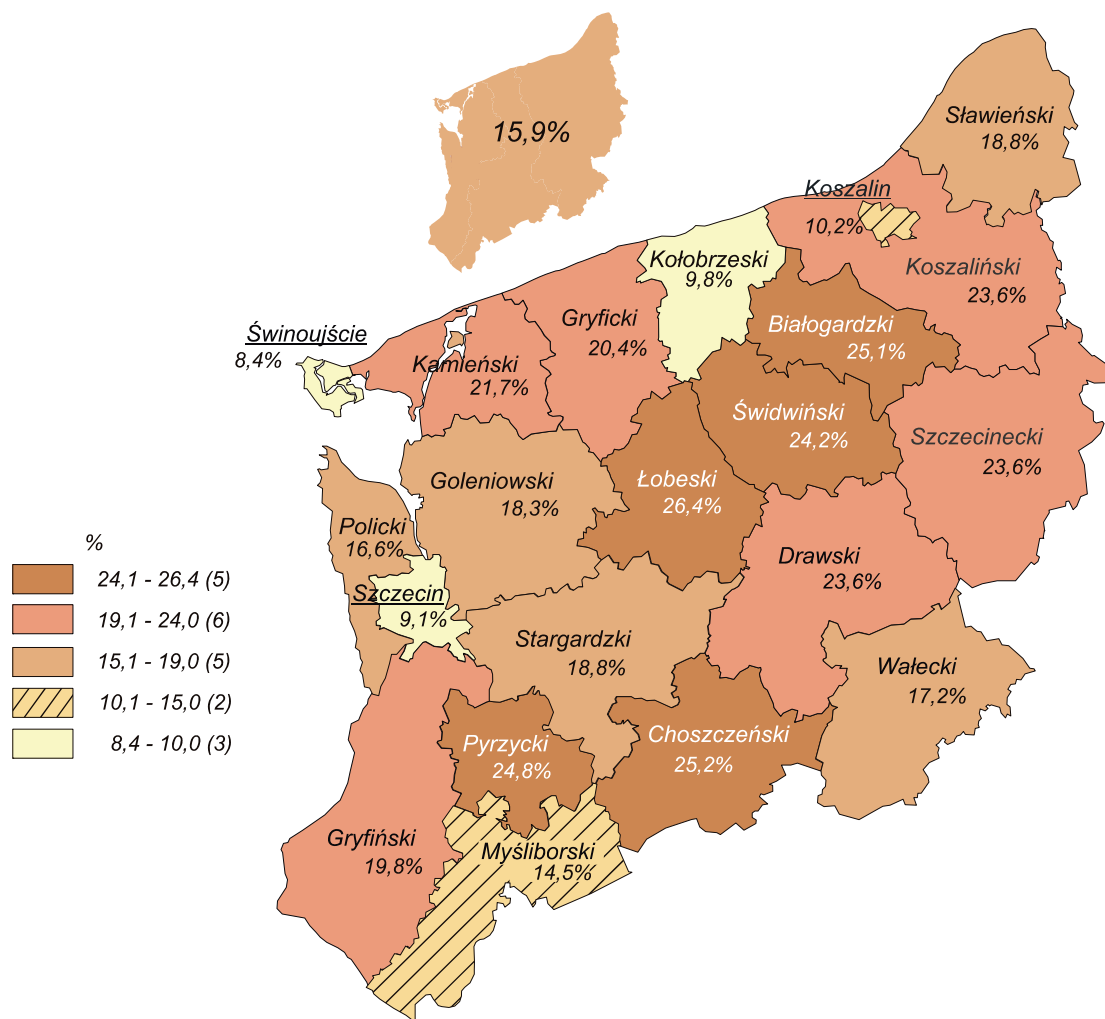 15,9%
Sławieński
18,8%
Koszalin
10,2%
Kołobrzeski
9,8%
Koszaliński
23,6%
Świnoujście
8,4%
Kamieński
21,7%
Gryficki
20,4%
Białogardzki
25,1%
Świdwiński
24,2%
Szczecinecki
23,6%
Goleniowski
18,3%
Łobeski
26,4%
Policki
16,6%
Drawski
23,6%
Szczecin
9,1%
Stargardzki
18,8%
Wałecki
17,2%
Pyrzycki
24,8%
Choszczeński
25,2%
Gryfiński
19,8%
Myśliborski
14,5%
%
24,1 - 26,4 (5)
19,1 - 24,0 (6)
15,1 - 19,0 (5)
10,1 - 15,0 (2)
8,4 - 10,0 (3)